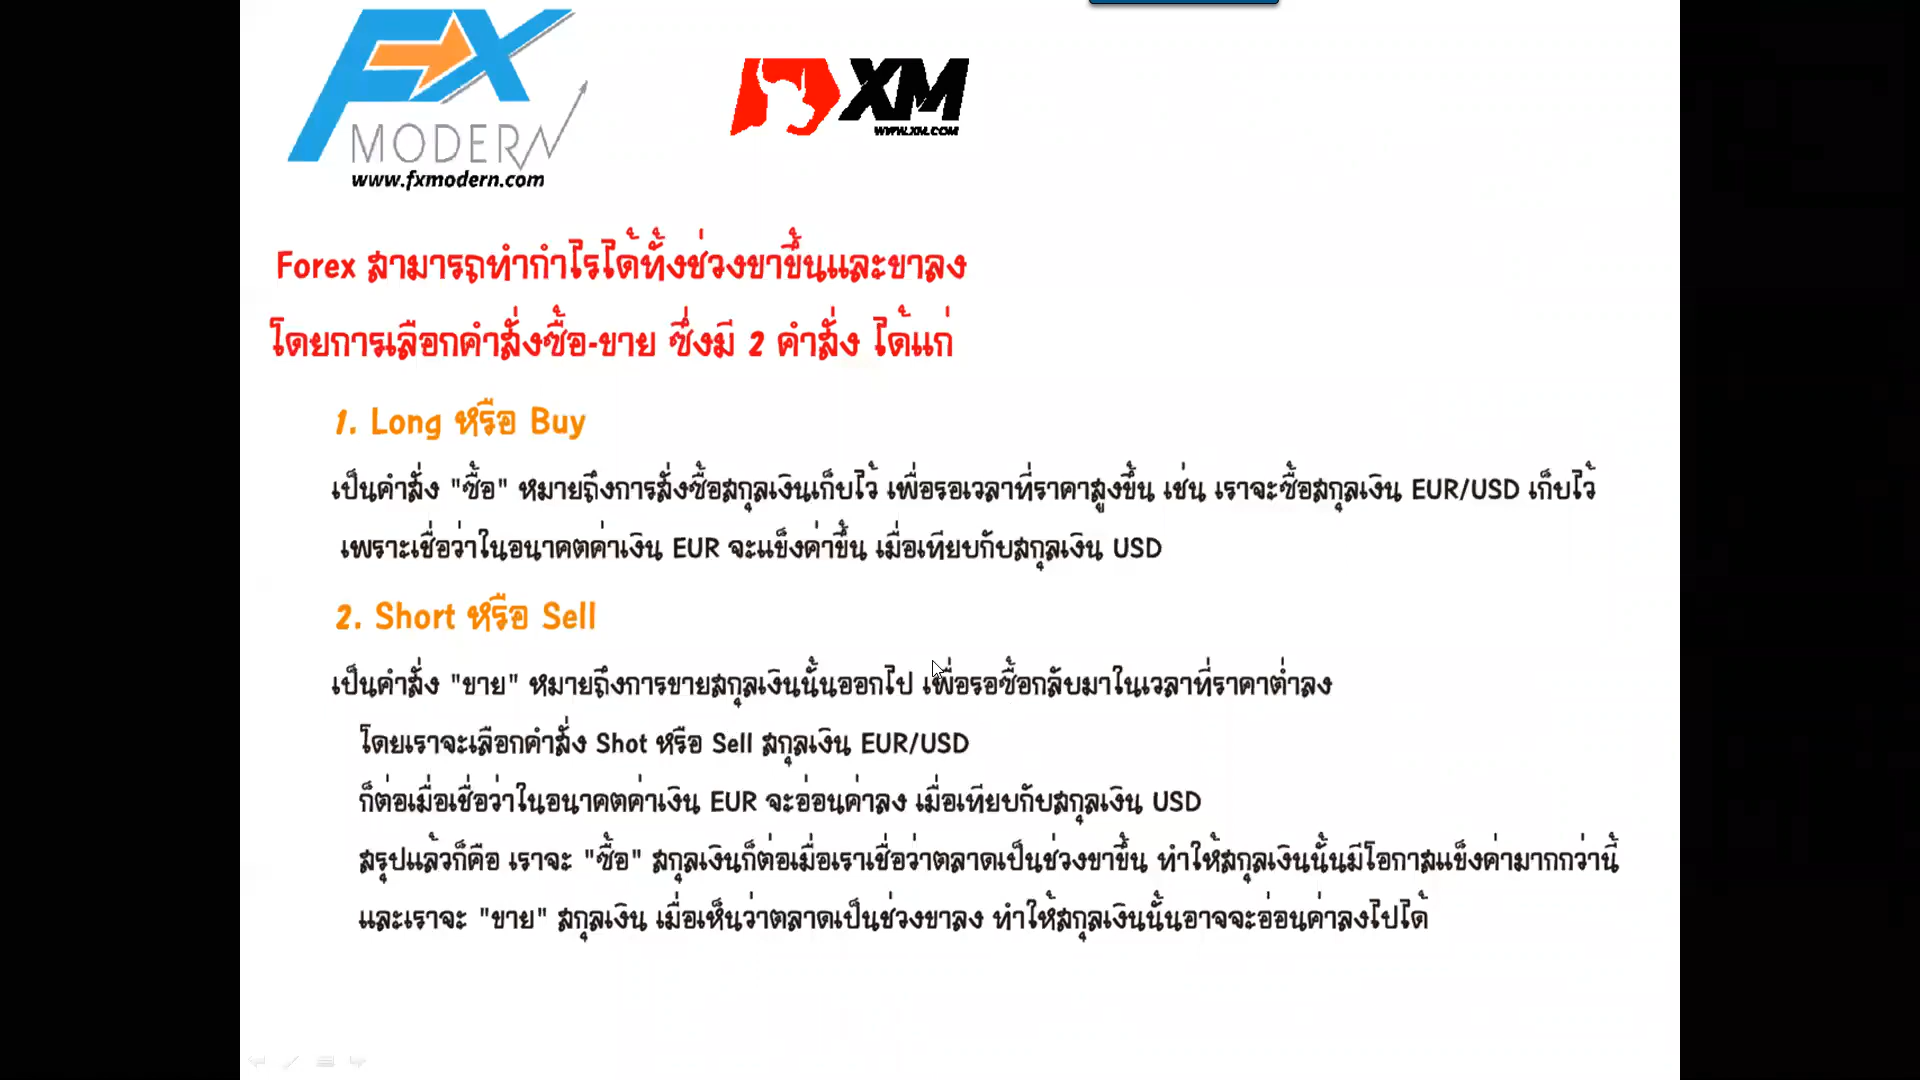 FX
MODERN
www.fxmodern.com
XM
WWW.XM.COM
Forex สามารถทำกำไรได้ทั้งช่วงขาขึ้นและขาลง
โดยการเลือกคำสั่งซื้อ-ขาย ซึ่งมี 2 คำสั่ง ได้แก่
1. Long หรือ Buy
เป็นคำสั่ง "ซื้อ" หมายถึงการสั่งซื้อสกุลเงินเก็บไว้ เพื่อรอเวลาที่ราคาสูงขึ้น เช่น เราจะซื้อสกุลเงิน EUR/USD เก็บไว้
เพราะเชื่อว่าในอนาคตค่าเงิน EUR จะแข็งค่าขึ้น เมื่อเทียบกับสกุลเงิน USD
2. Short หรือ Sell
เป็นคำสั่ง "ขาย" หมายถึงการขายสกุลเงินนั้นออกไป เพื่อรอซื้อกลับมาในเวลาที่ราคาต่ำลง
โดยเราจะเลือกคำสั่ง Shot หรือ Sell สกุลเงิน EUR/USD
ก็ต่อเมื่อเชื่อว่าในอนาคตค่าเงิน EUR จะอ่อนค่าลง เมื่อเทียบกับสกุลเงิน USD
สรุปแล้วก็คือ เราจะ "ซื้อ" สกุลเงินก็ต่อเมื่อเราเชื่อว่าตลาดเป็นช่วงขาขึ้น ทำให้สกุลเงินนั้นมีโอกาสแข็งค่ามากกว่านี้
และเราจะ "ขาย" สกุลเงิน เมื่อเห็นว่าตลาดเป็นช่วงขาลง ทำให้สกุลเงินนั้นอาจจะอ่อนค่าลงไปได้